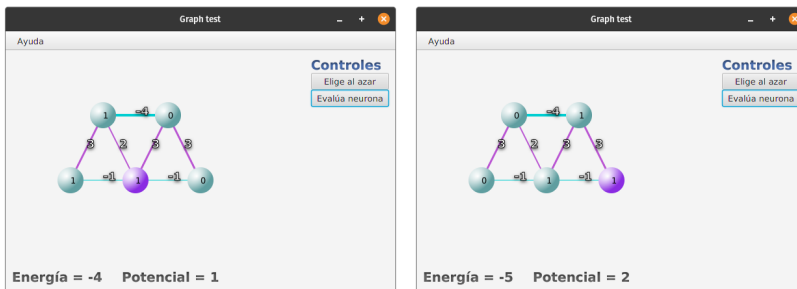 Graph test
Ayuda
Controles
Elige al azar
Evalúa neurona
1 -4 0
3 2 3 3
1 -1 1 -1 0
Energía = -4 Potencial = 1
Graph test
Ayuda
Controles
Elige al azar
Evalúa neurona
0 -4 1
3 2 3 3
0 -1 1 -1 1
Energía = -5 Potencial = 2